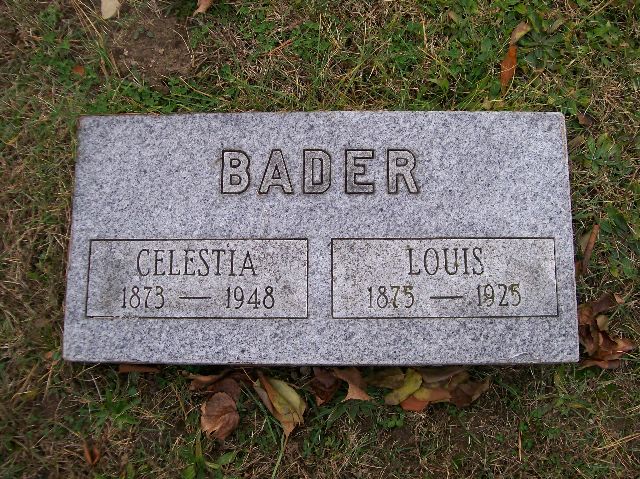 BADER
CELESTIA
1873 — 1948
LOUIS
1875 — 1925